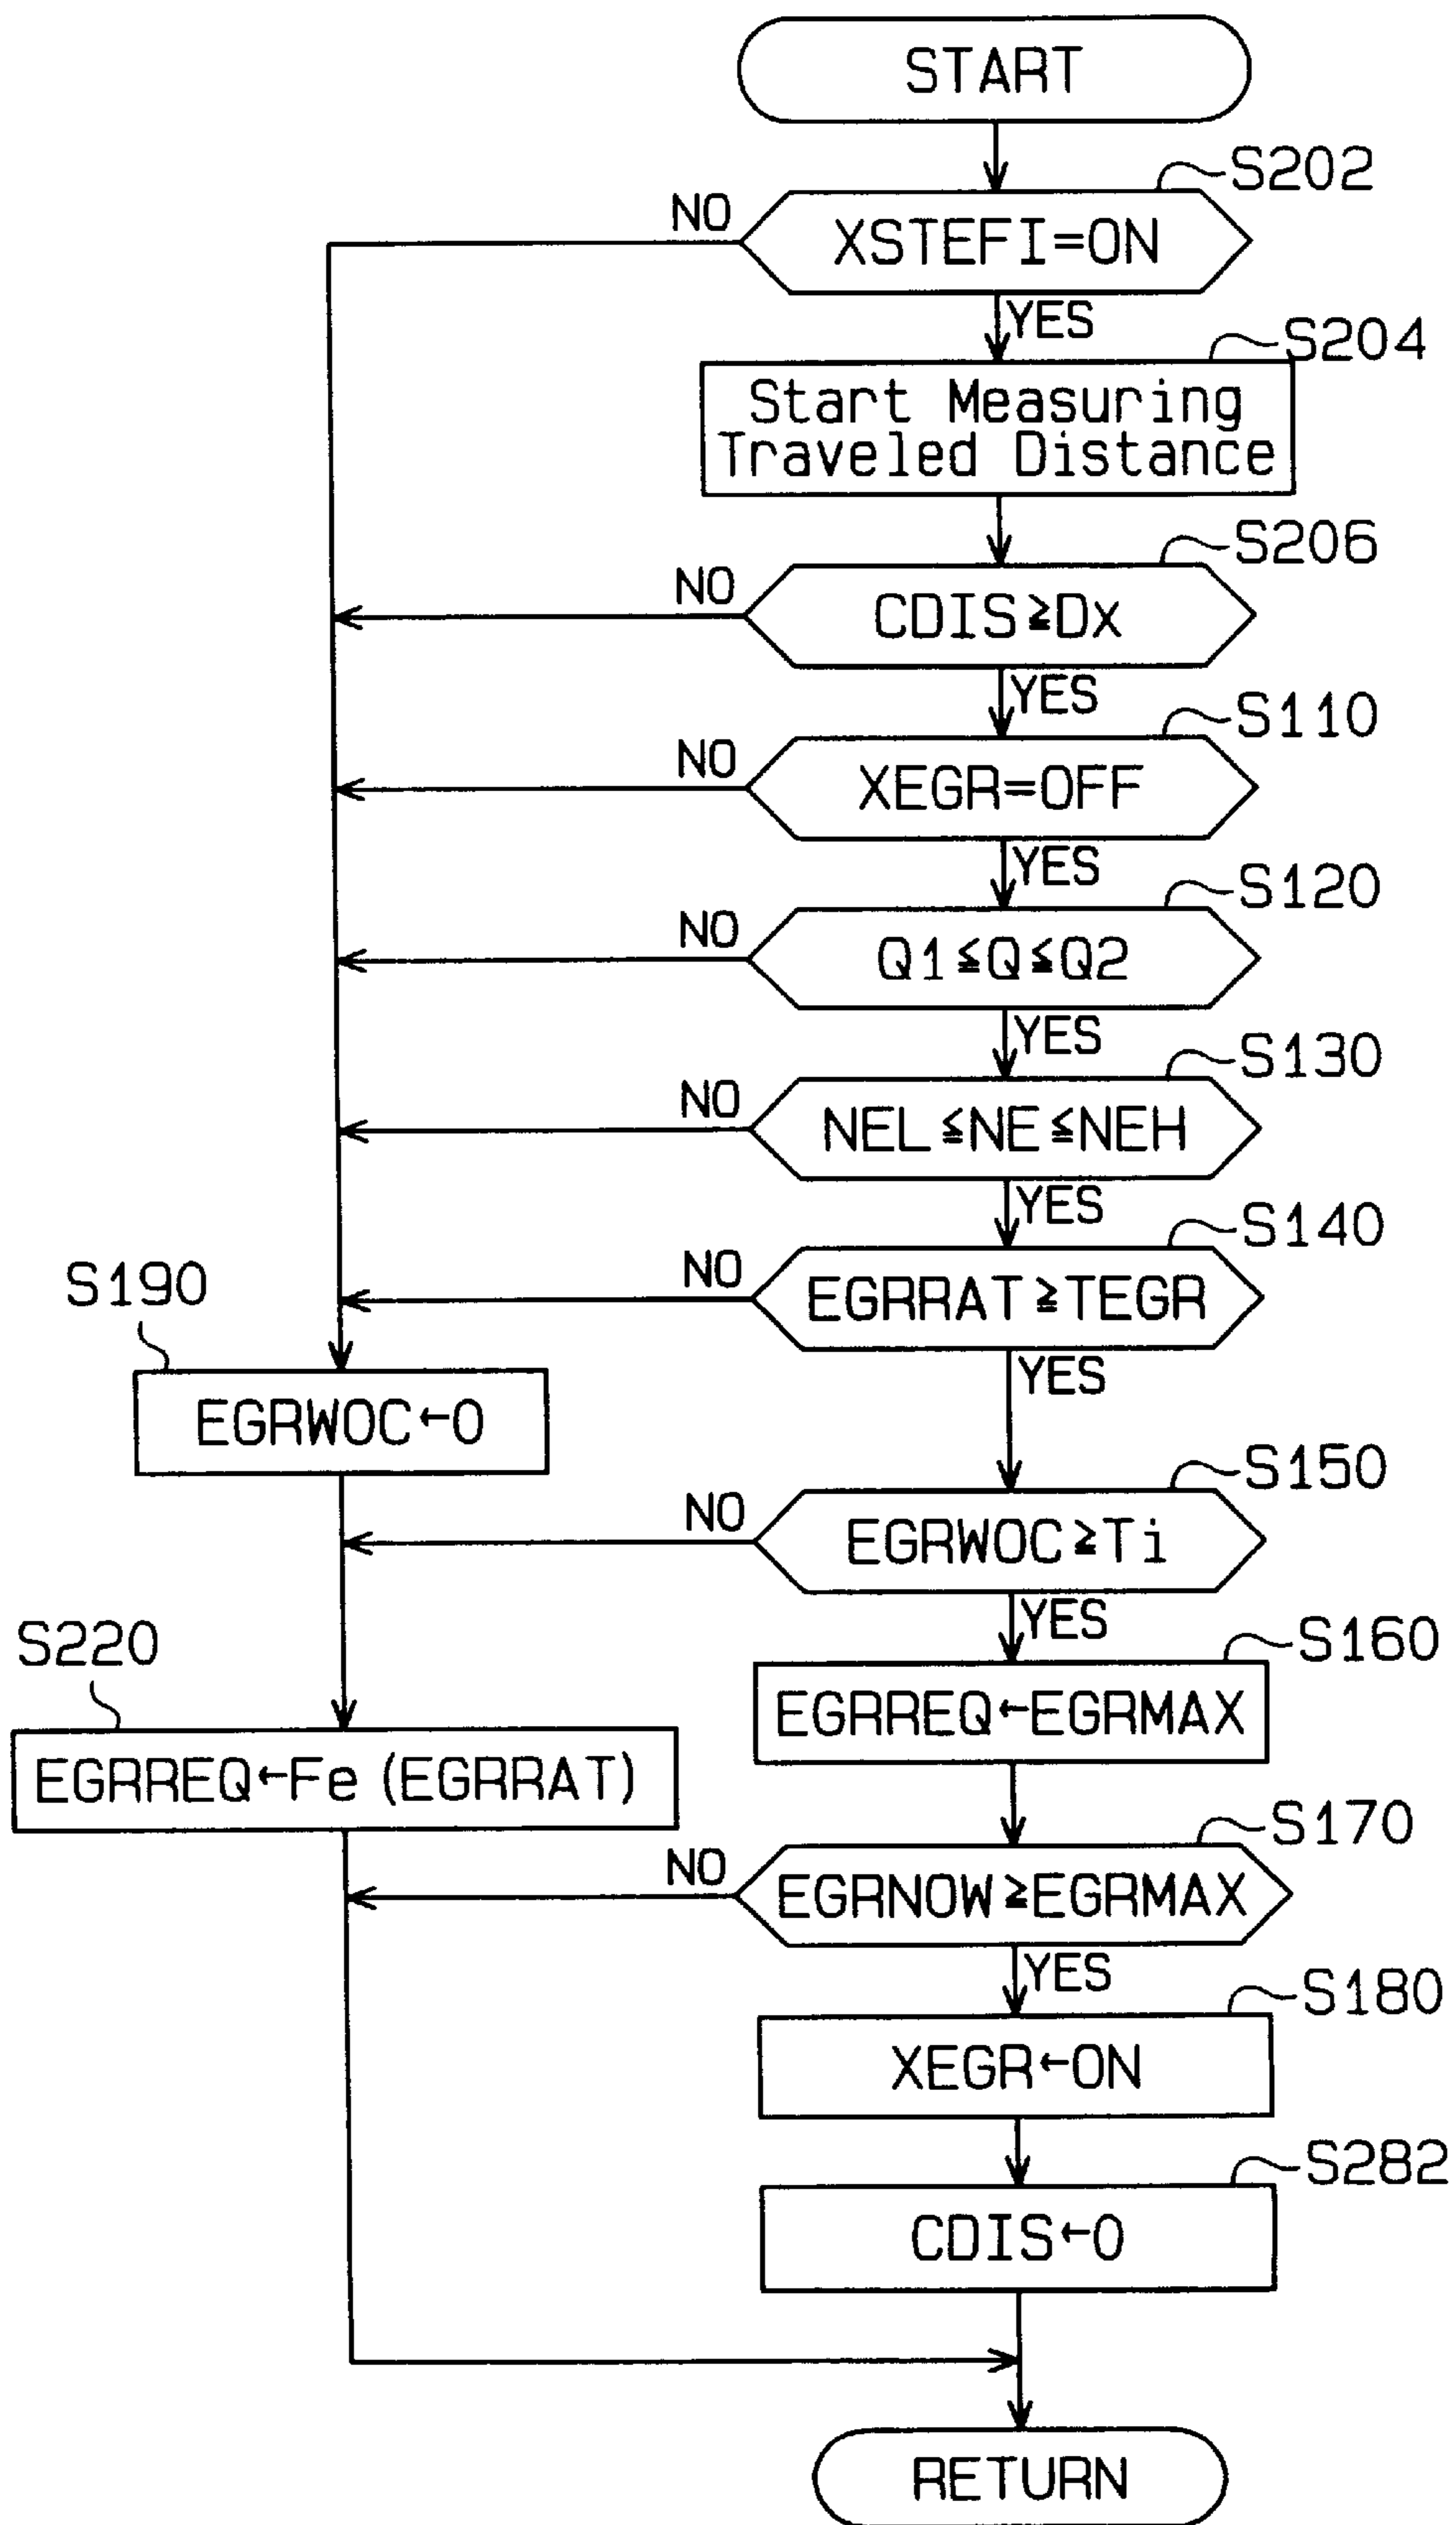 START
S202
NO
XSTEFI=ON
YES
S204
Start Measuring
Traveled Distance
S206
NO
CDIS≧Dx
YES
S110
NO
XEGR=OFF
YES
S120
NO
Q1≦Q≦Q2
YES
S130
NO
NEL≦NE≦NEH
YES
S140
NO
EGRRAT≧TEGR
YES
S190
EGRWOC←0
S150
NO
EGRWOC≧Ti
YES
S160
EGRREQ←EGRMAX
S220
EGRREQ←Fe (EGRRAT)
S170
NO
EGRNOW≧EGRMAX
YES
S180
XEGR←ON
S282
CDIS←0
RETURN